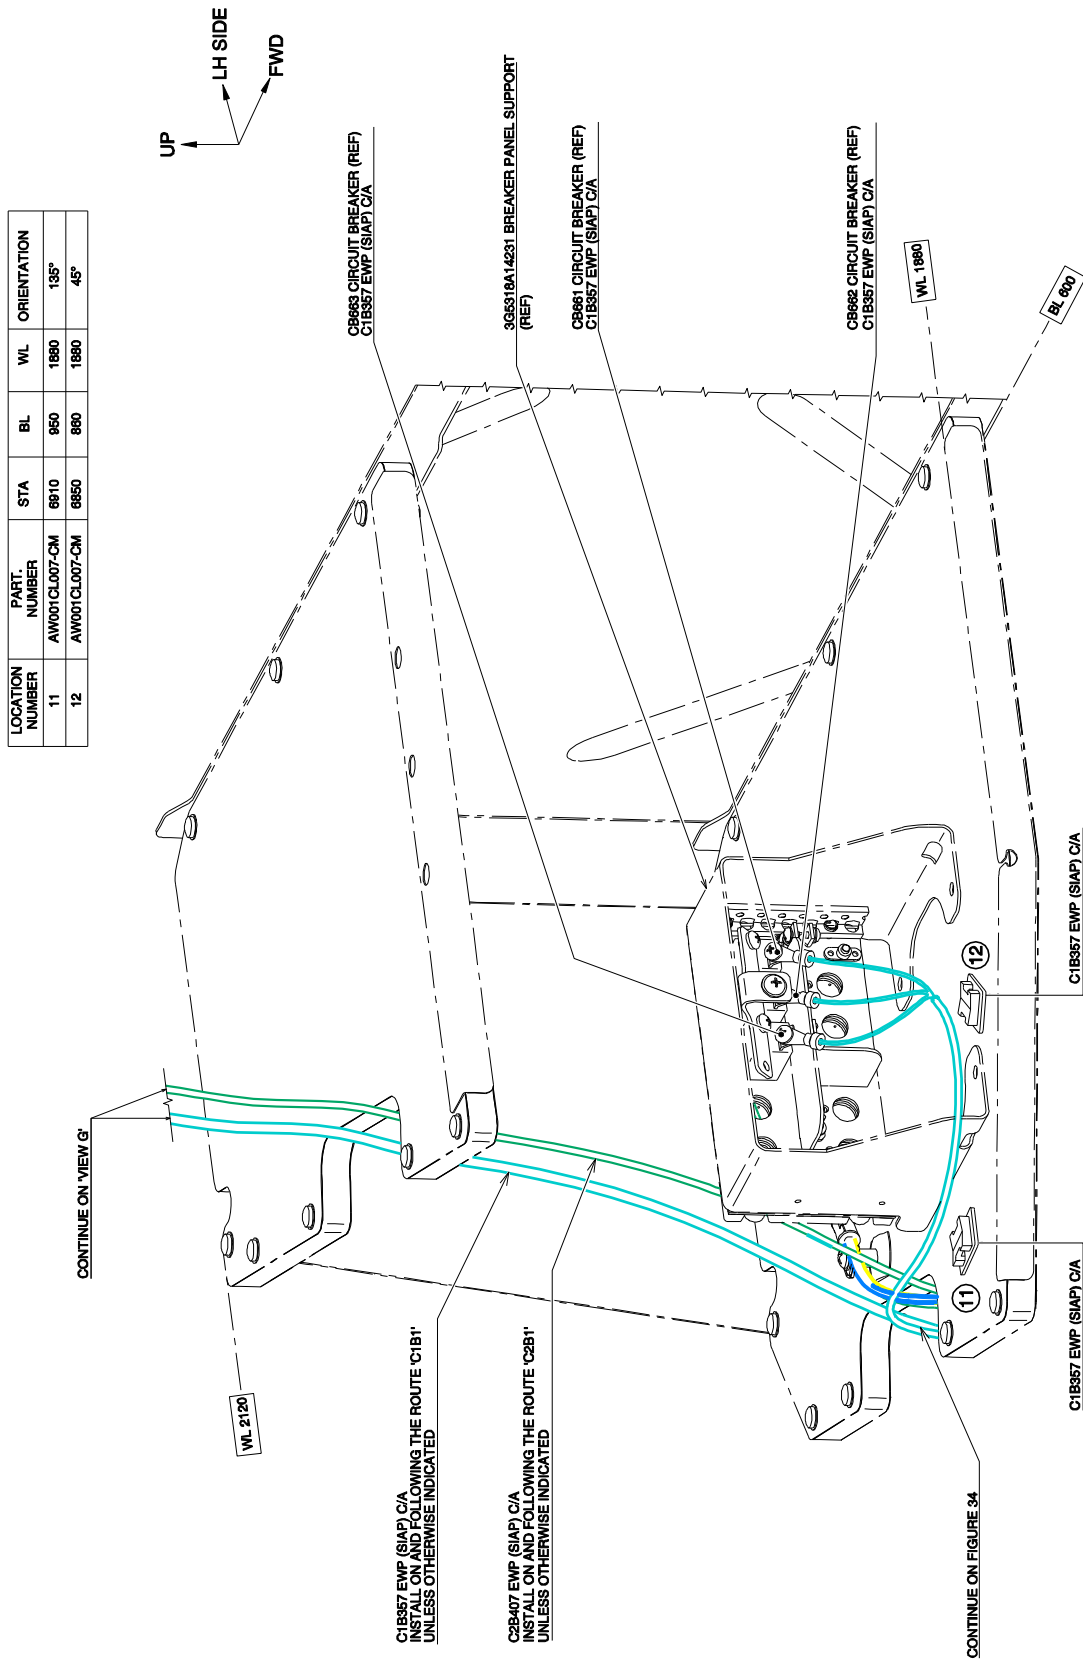 LOCATION NUMBER PART. NUMBER STA BL WL ORIENTATION
11 AW001CL007-CM 6910 950 1880 135°
12 AW001CL007-CM 6850 860 1880 45°
UP
LH SIDE
FWD
CONTINUE ON 'VIEW G'
CB663 CIRCUIT BREAKER (REF)
C1B357 EWP (SIAP) C/A
3G5318A14231 BREAKER PANEL SUPPORT
(REF)
CB661 CIRCUIT BREAKER (REF)
C1B357 EWP (SIAP) C/A
CB662 CIRCUIT BREAKER (REF)
C1B357 EWP (SIAP) C/A
WL 1880
BL 600
WL 2120
C1B357 EWP (SIAP) C/A
INSTALL ON AND FOLLOWING THE ROUTE 'C1B1'
UNLESS OTHERWISE INDICATED
C2B407 EWP (SIAP) C/A
INSTALL ON AND FOLLOWING THE ROUTE 'C2B1'
UNLESS OTHERWISE INDICATED
CONTINUE ON FIGURE 34
11
12
C1B357 EWP (SIAP) C/A
C1B357 EWP (SIAP) C/A